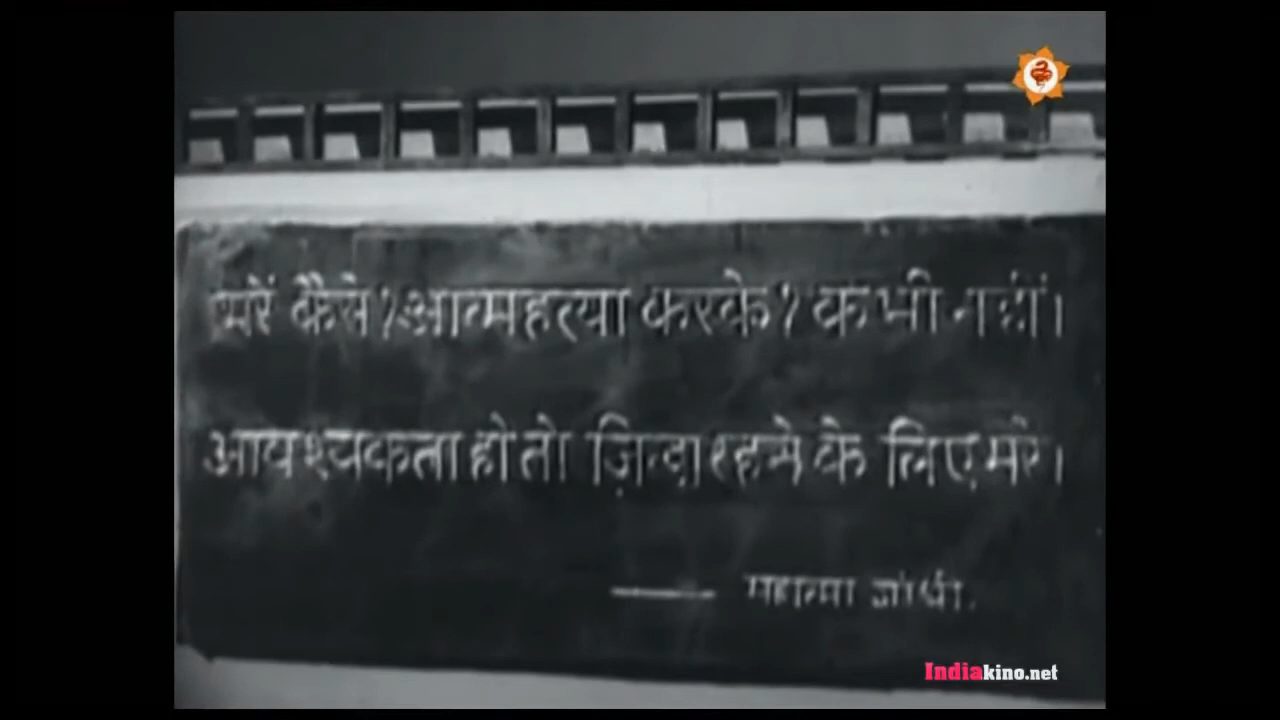 मरें कैसे? आत्महत्या करके? कभी नहीं।
आवश्यकता हो तो ज़िन्दा रहने के लिए मरें।
— महात्मा गांधी.
Indiakino.net